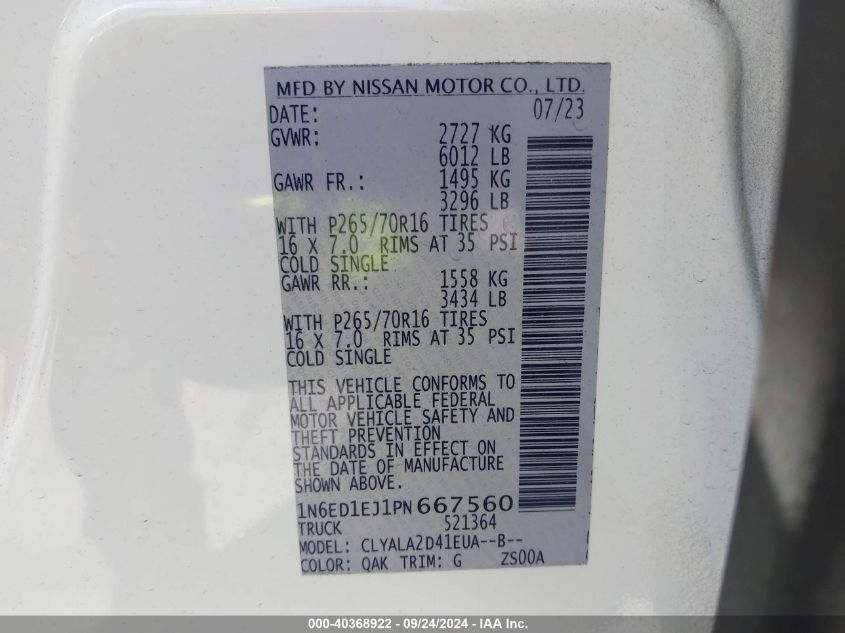 MFD BY NISSAN MOTOR CO., LTD.
DATE: 07/23
GVWR: 2727 KG
6012 LB
GAWR FR.: 1495 KG
3296 LB
WITH P265/70R16 TIRES
16 X 7.0 RIMS AT 35 PSI
COLD SINGLE
GAWR RR.: 1558 KG
3434 LB
WITH P265/70R16 TIRES
16 X 7.0 RIMS AT 35 PSI
COLD SINGLE
THIS VEHICLE CONFORMS TO
ALL APPLICABLE FEDERAL
MOTOR VEHICLE SAFETY AND
THEFT PREVENTION
STANDARDS IN EFFECT ON
THE DATE OF MANUFACTURE
SHOWN ABOVE.
1N6ED1EJ1PN667560
TRUCK 521364
MODEL: CLYALA2D41EUA--B--
COLOR: QAK TRIM: G ZS00A
000-40368922 - 09/24/2024 - IAA Inc.